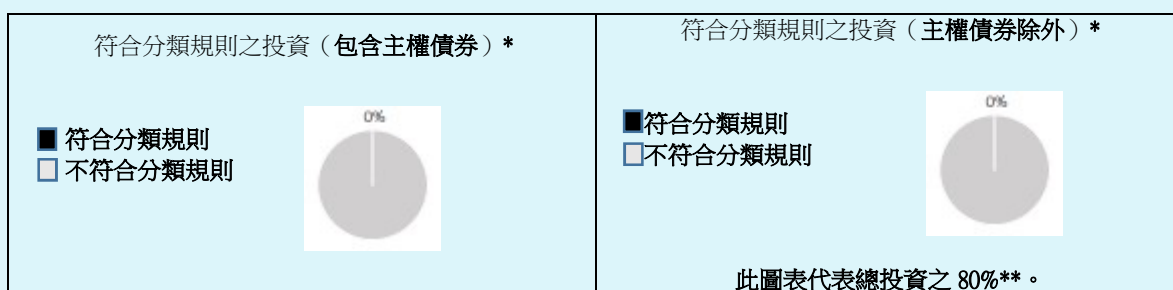 符合分類規則之投資（包含主權債券）*
符合分類規則
不符合分類規則
0%
符合分類規則之投資（主權債券除外）*
符合分類規則
不符合分類規則
0%
此圖表代表總投資之 80%**。